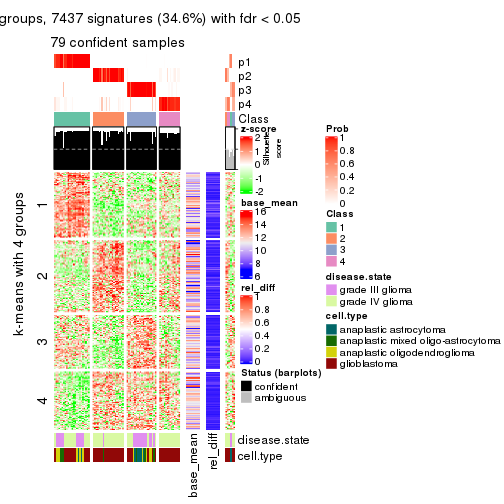 groups, 7437 signatures (34.6%) with fdr < 0.05
79 confident samples
p1
p2
p3
p4
Class
Silhouette
score
k-means with 4 groups
1
2
3
4
disease.state
cell.type
base_mean
rel_diff
z-score
2
1
0
-1
-2
base_mean
16
14
12
10
8
6
rel_diff
1
0.8
0.6
0.4
0.2
0
Status (barplots)
confident
ambiguous
Prob
1
0.8
0.6
0.4
0.2
0
Class
1
2
3
4
disease.state
grade III glioma
grade IV glioma
cell.type
anaplastic astrocytoma
anaplastic mixed oligo-astrocytoma
anaplastic oligodendroglioma
glioblastoma